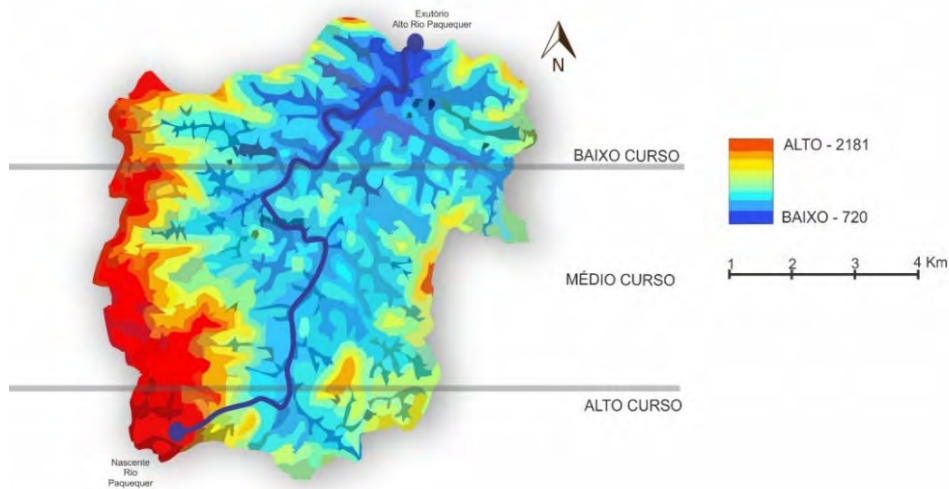 Exutório
Alto Rio Paquequer
N
BAIXO CURSO
ALTO - 2181
BAIXO - 720
1 2 3 4 Km
MÉDIO CURSO
ALTO CURSO
Nascente
Rio
Paquequer